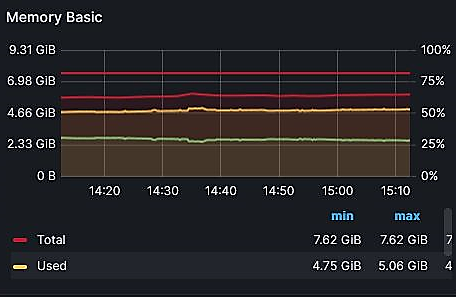 Memory Basic
9.31 GiB 100%
6.98 GiB 75%
4.66 GiB 50%
2.33 GiB 25%
0 B 0%
14:20 14:30 14:40 14:50 15:00 15:10
min max
Total 7.62 GiB 7.62 GiB 7
Used 4.75 GiB 5.06 GiB 4